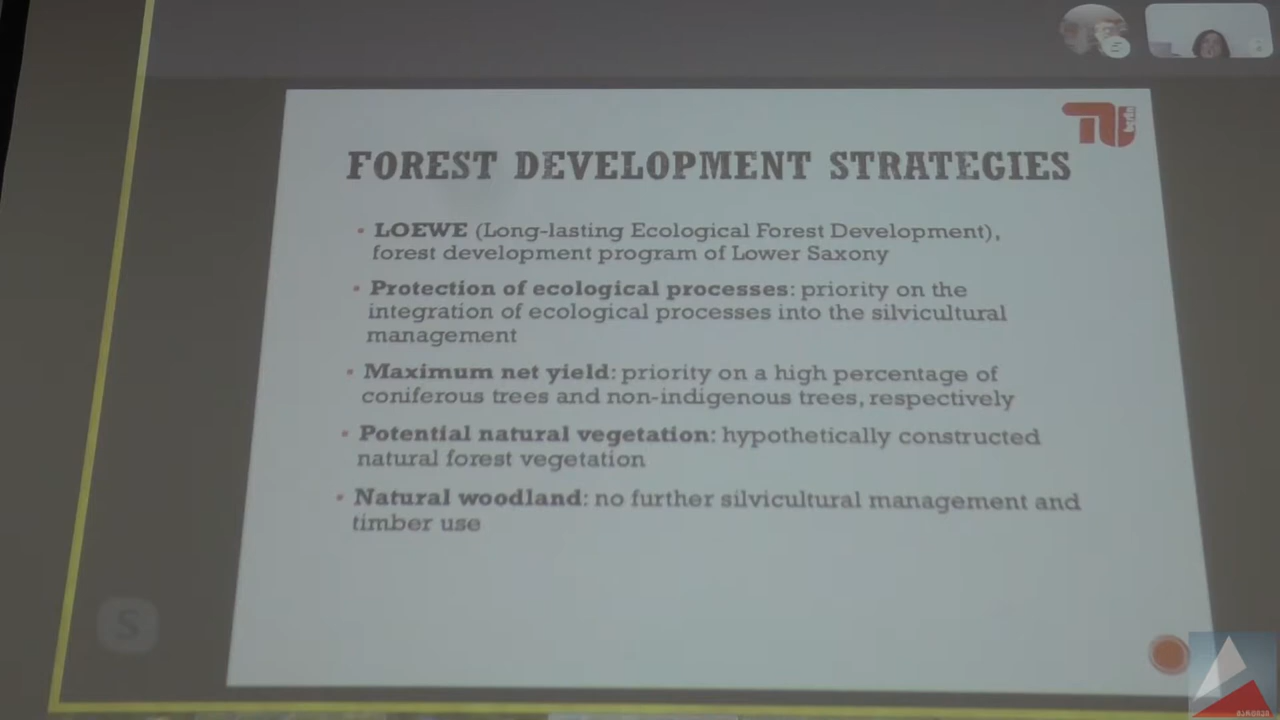 berlin
FOREST DEVELOPMENT STRATEGIES
• LOEWE (Long-lasting Ecological Forest Development),
forest development program of Lower Saxony
• Protection of ecological processes: priority on the
integration of ecological processes into the silvicultural
management
• Maximum net yield: priority on a high percentage of
coniferous trees and non-indigenous trees, respectively
• Potential natural vegetation: hypothetically constructed
natural forest vegetation
• Natural woodland: no further silvicultural management and
timber use
S